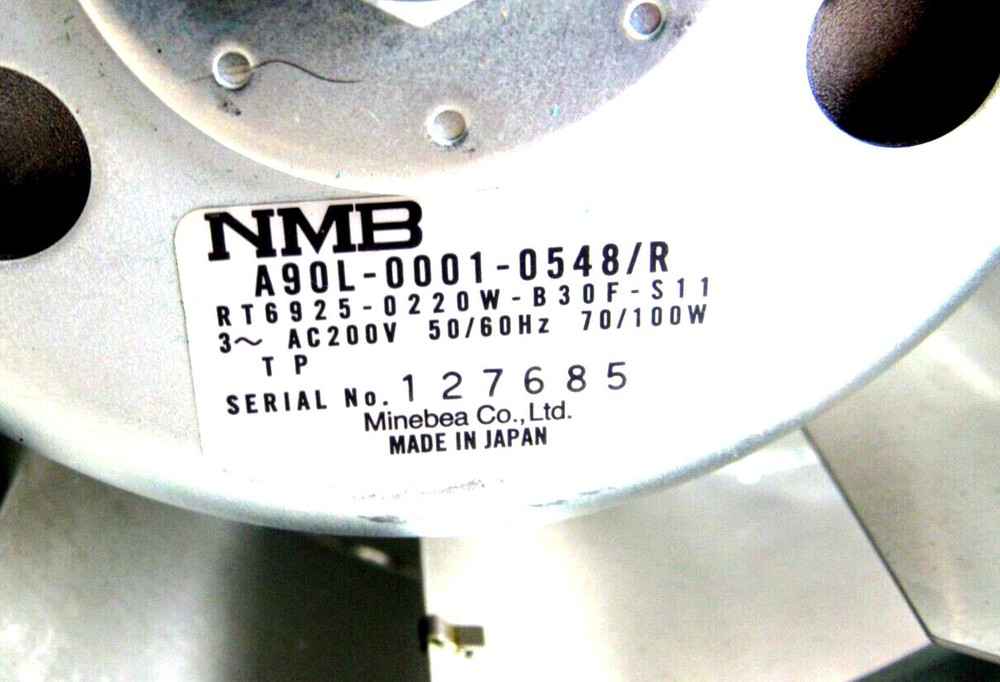 NMB
A90L-0001-0548/R
RT6925-0220W-B30F-S11
3～ AC200V 50/60Hz 70/100W
TP
SERIAL No. 127685
Minebea Co.,Ltd.
MADE IN JAPAN